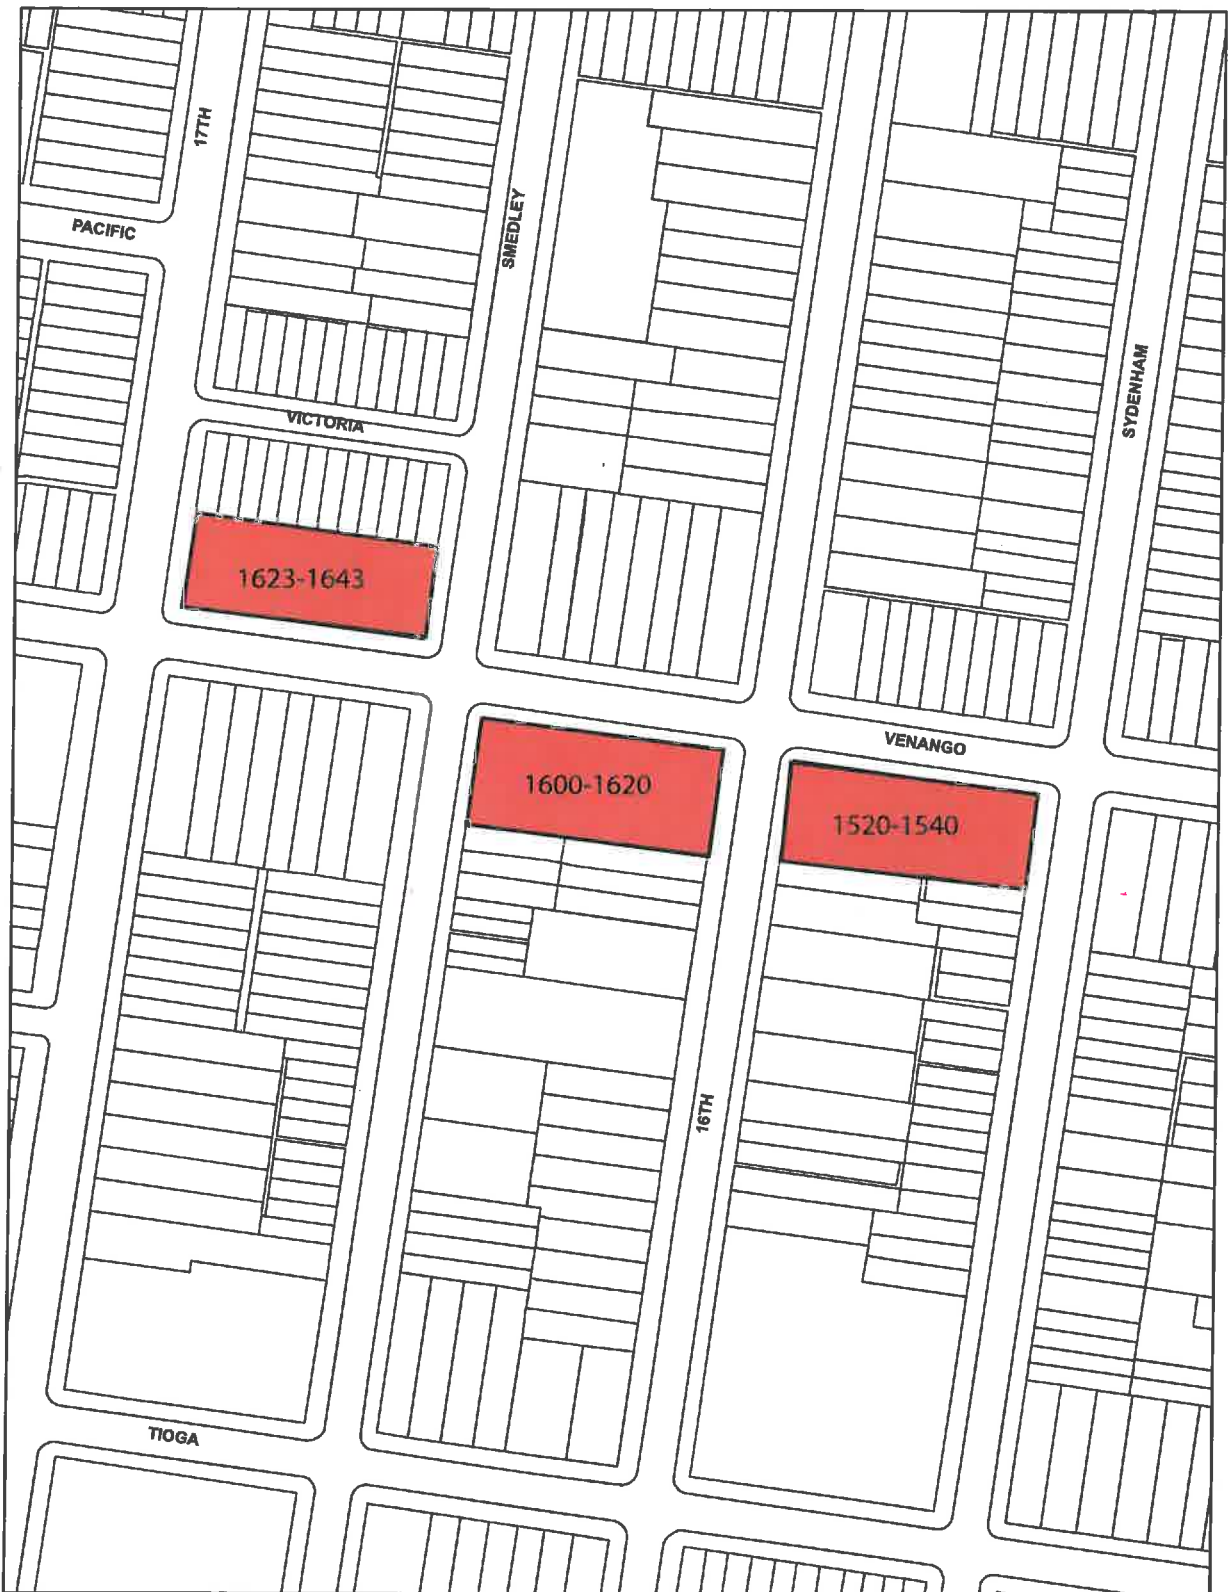 17TH
PACIFIC
SMEDLEY
VICTORIA
SYDENHAM
1623-1643
VENANGO
1600-1620
1520-1540
16TH
TIOGA